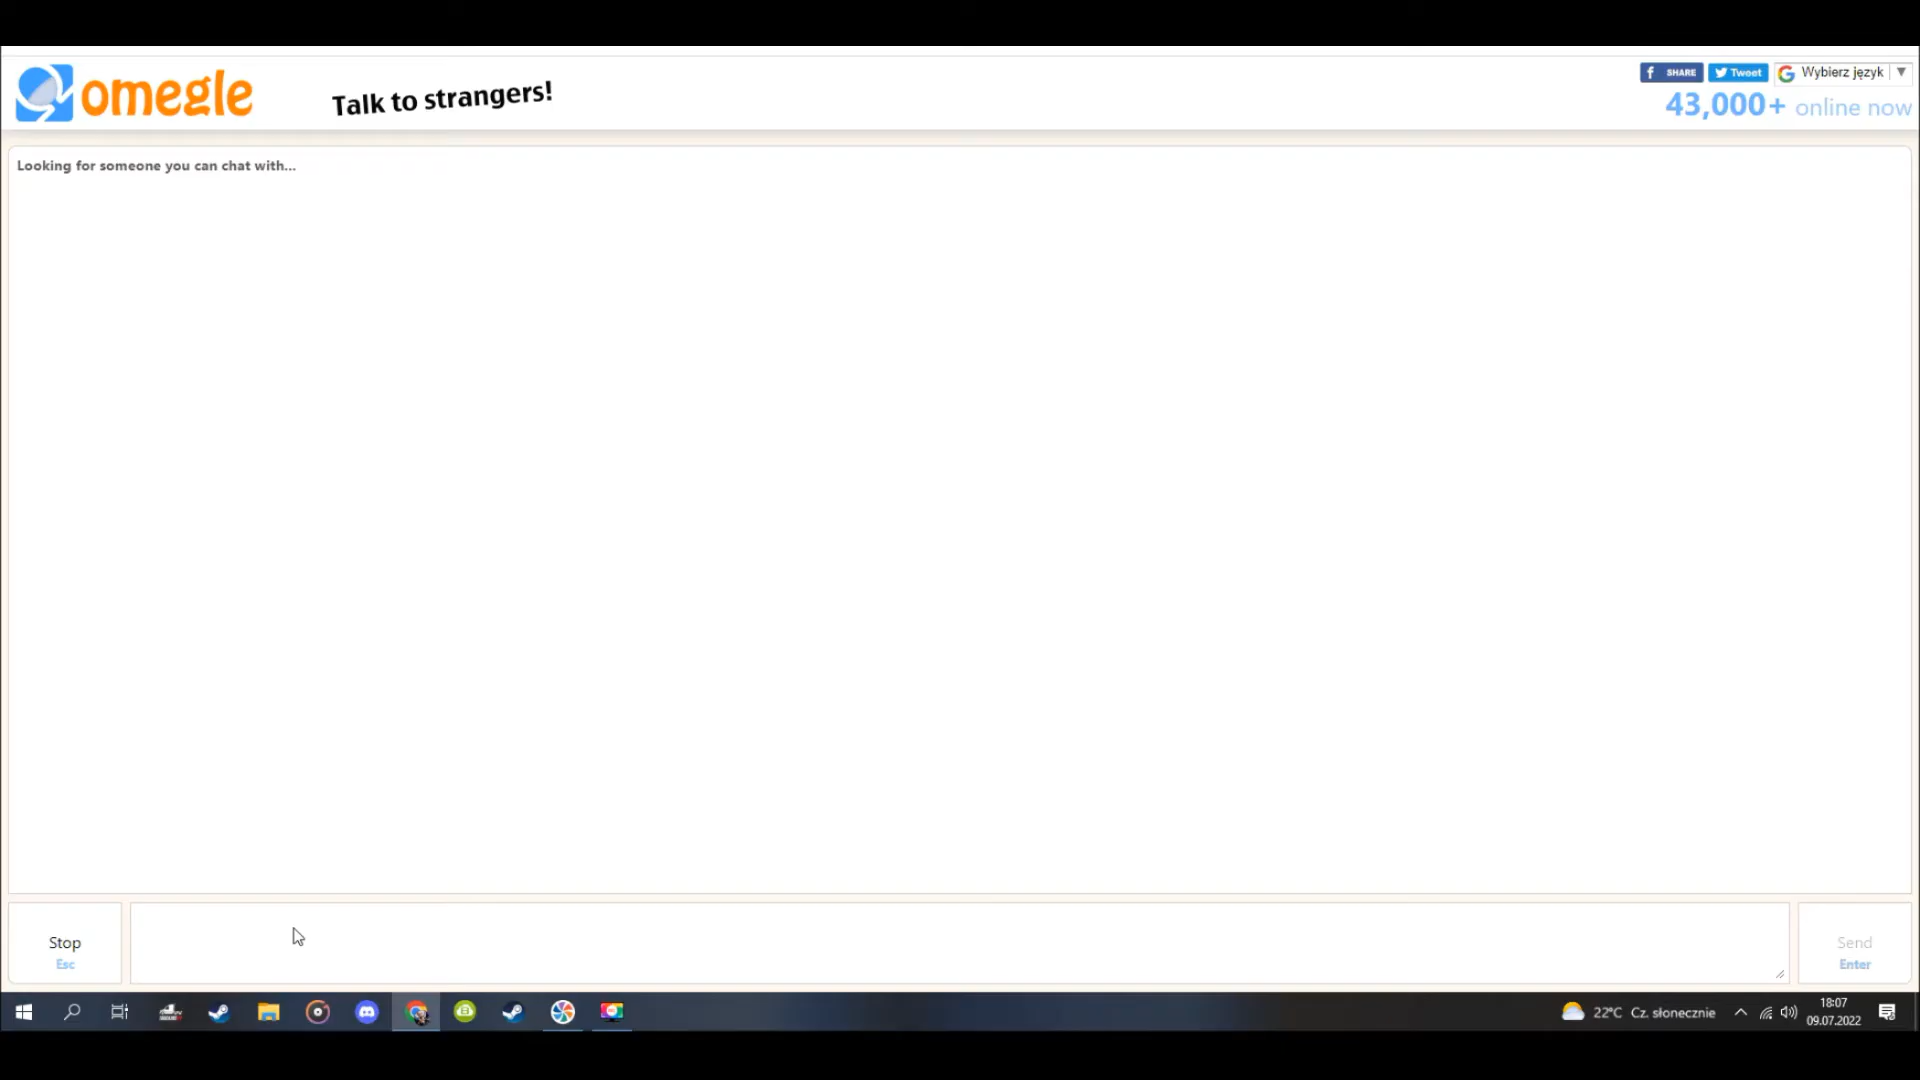 omegle
Talk to strangers!
f SHARE
Tweet
G Wybierz język ▼
43,000+ online now
Looking for someone you can chat with...
Stop
Esc
Send
Enter
22°C Cz. słonecznie
18:07
09.07.2022